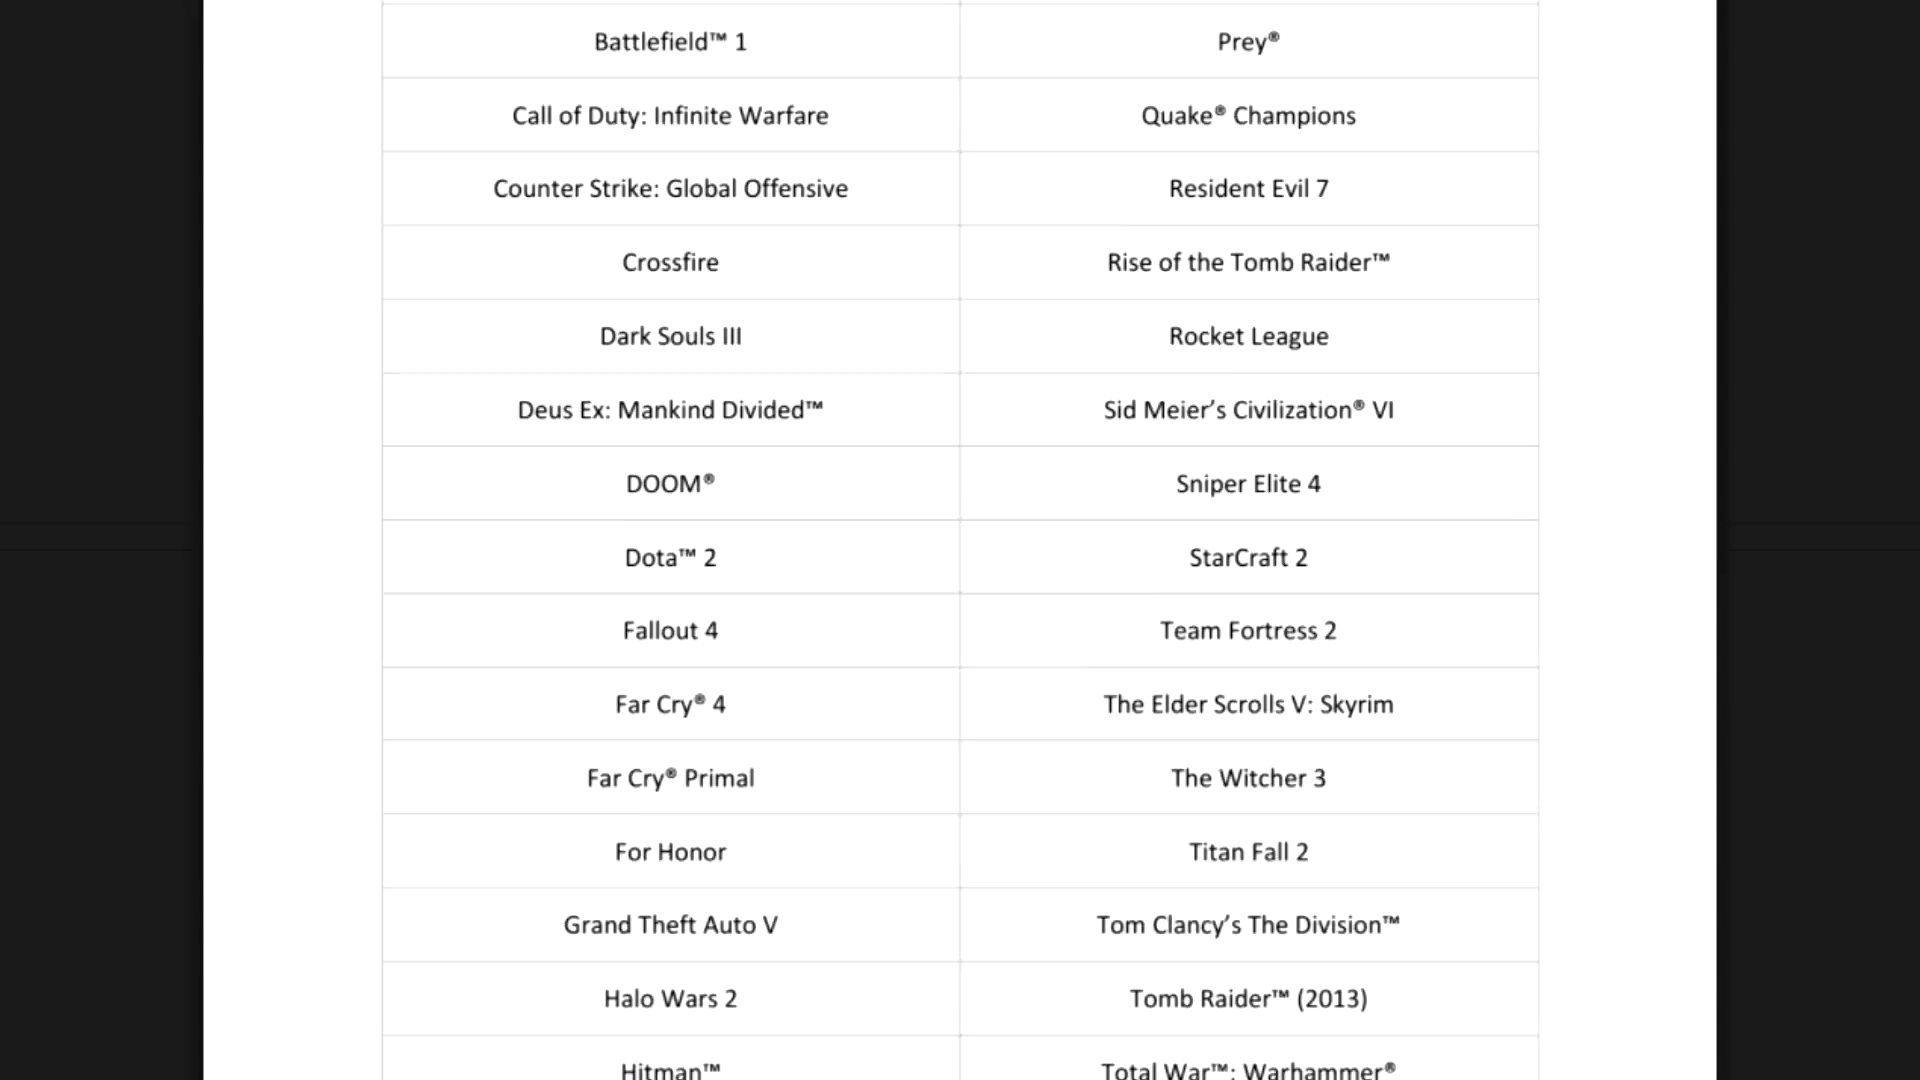 Battlefield™ 1 Prey®
Call of Duty: Infinite Warfare Quake® Champions
Counter Strike: Global Offensive Resident Evil 7
Crossfire Rise of the Tomb Raider™
Dark Souls III Rocket League
Deus Ex: Mankind Divided™ Sid Meier’s Civilization® VI
DOOM® Sniper Elite 4
Dota™ 2 StarCraft 2
Fallout 4 Team Fortress 2
Far Cry® 4 The Elder Scrolls V: Skyrim
Far Cry® Primal The Witcher 3
For Honor Titan Fall 2
Grand Theft Auto V Tom Clancy’s The Division™
Halo Wars 2 Tomb Raider™ (2013)
Hitman™ Total War™: Warhammer®